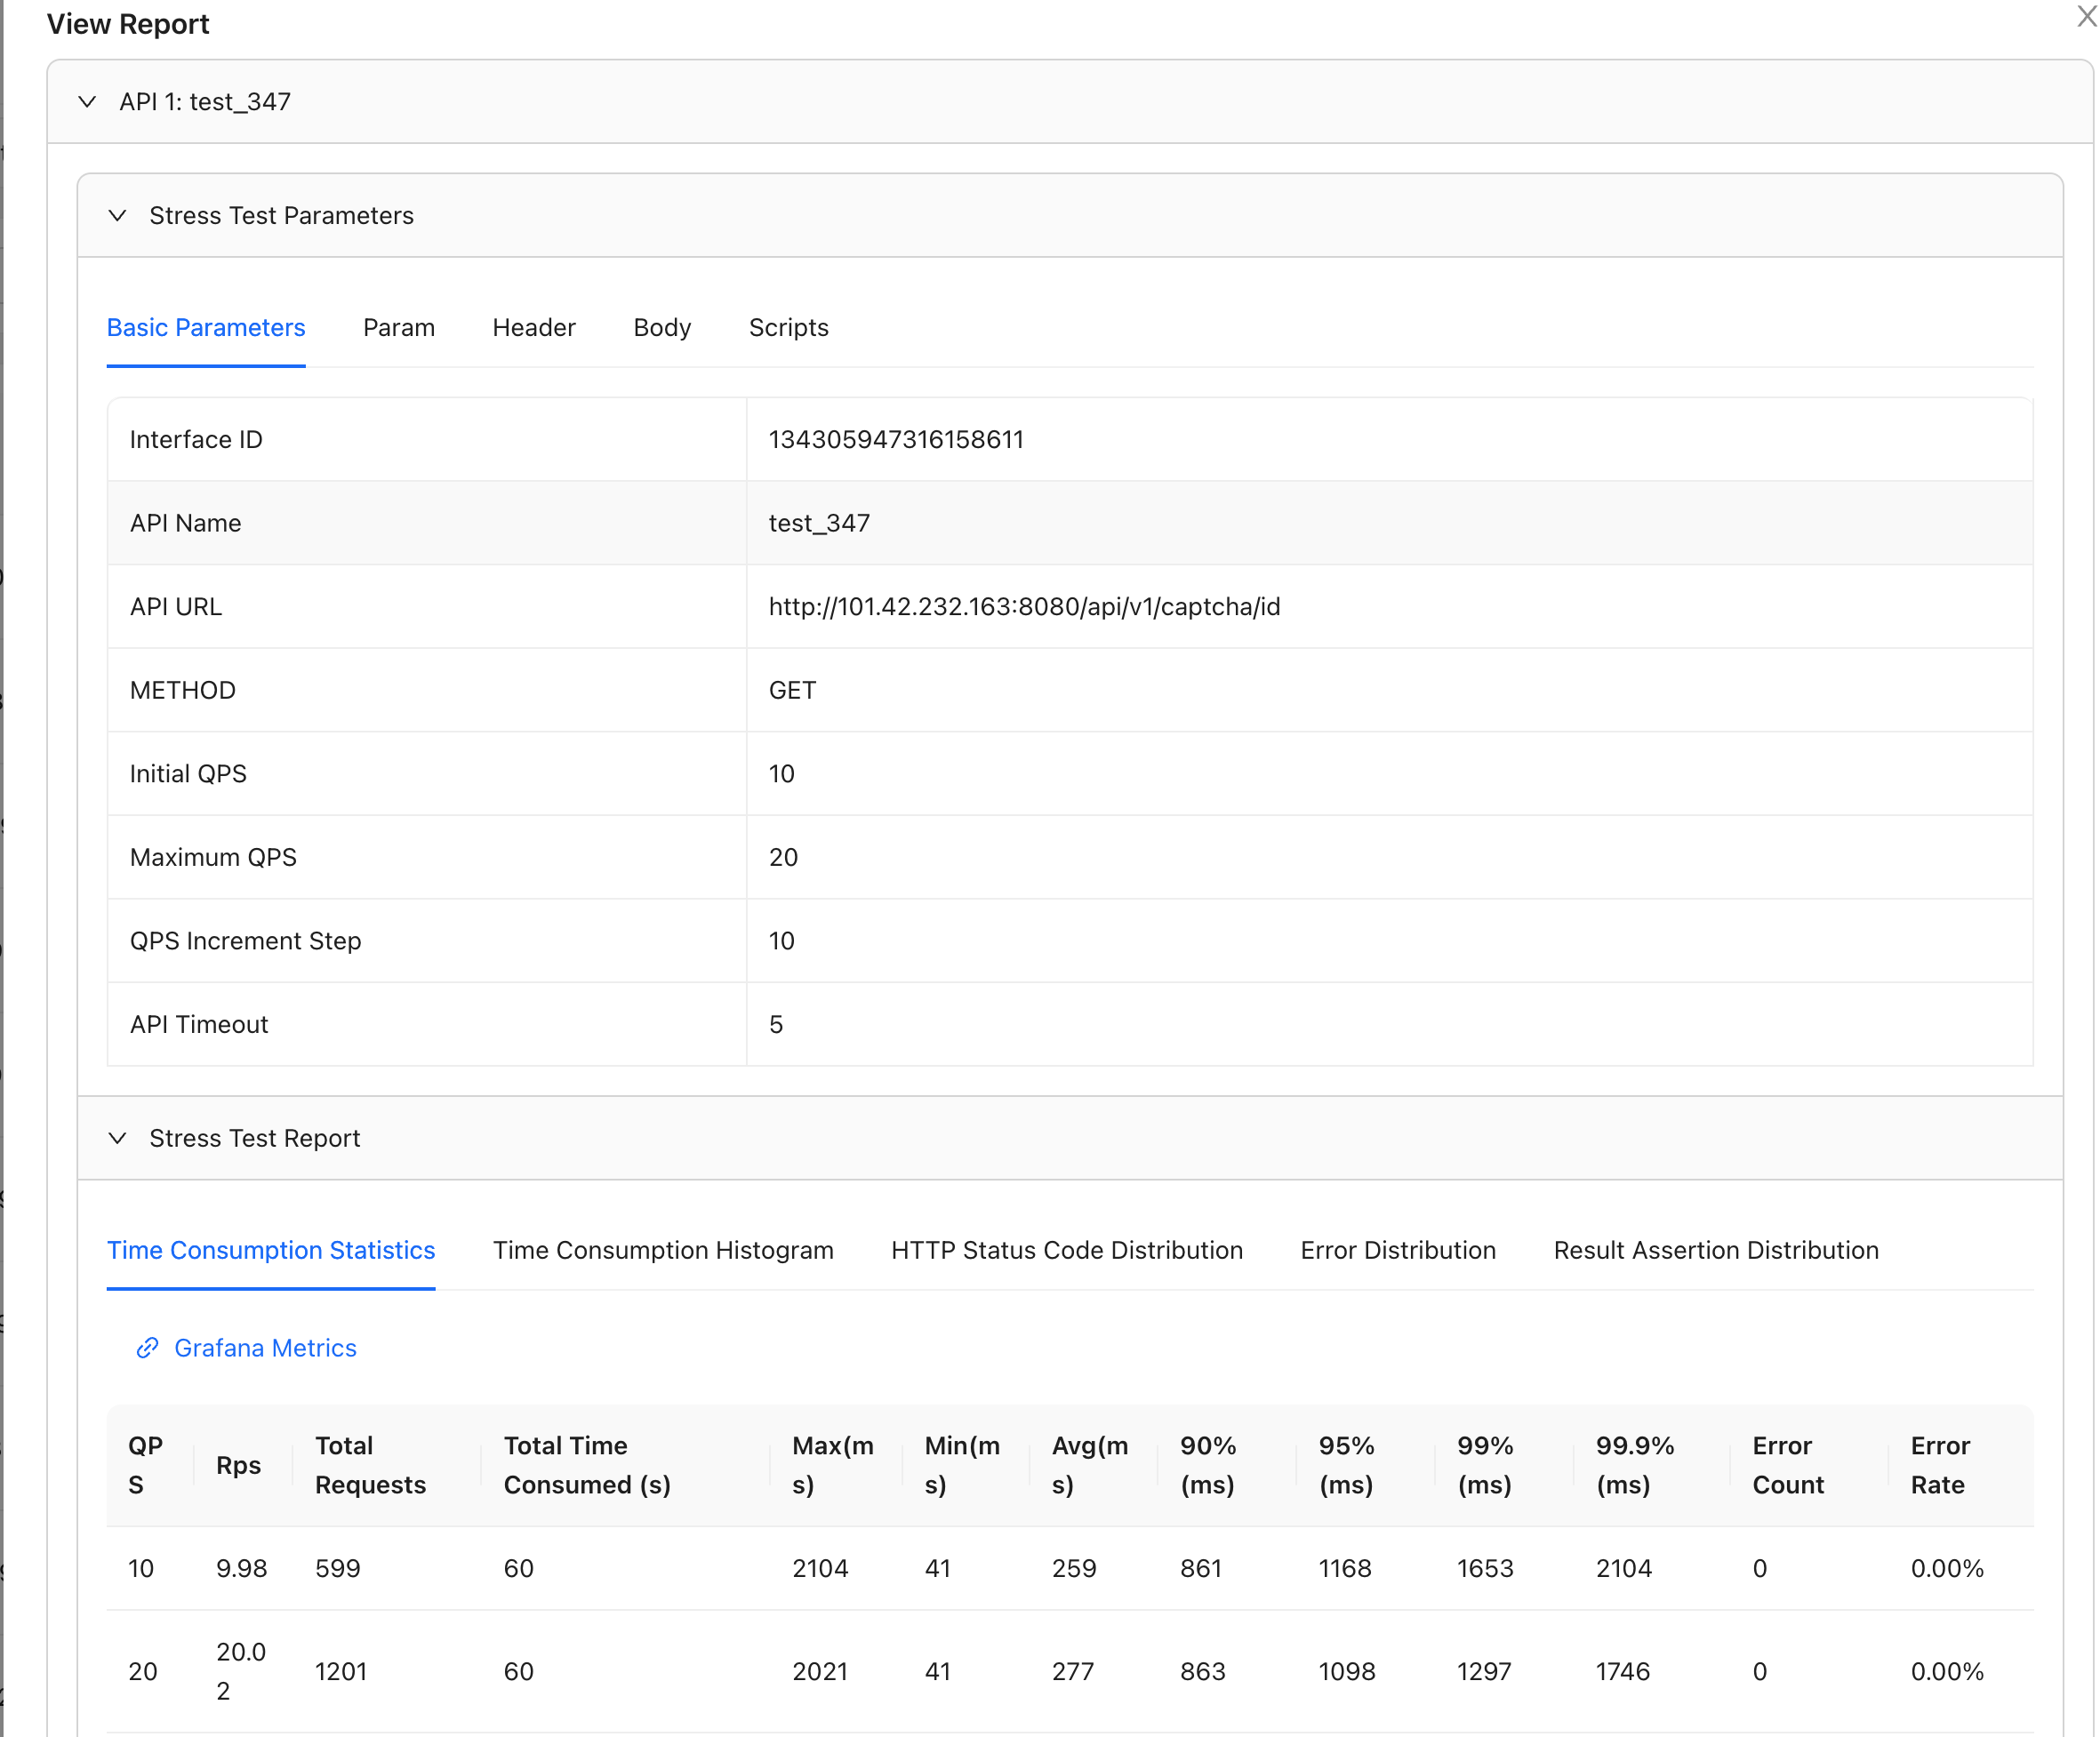 View Report
API 1: test_347
Stress Test Parameters
Basic Parameters Param Header Body Scripts
Interface ID 134305947316158611
API Name test_347
API URL http://101.42.232.163:8080/api/v1/captcha/id
METHOD GET
Initial QPS 10
Maximum QPS 20
QPS Increment Step 10
API Timeout 5
Stress Test Report
Time Consumption Statistics Time Consumption Histogram HTTP Status Code Distribution Error Distribution Result Assertion Distribution
Grafana Metrics
QP Total Total Time Max(m Min(m Avg(m 90% 95% 99% 99.9% Error Error
Rps
S Requests Consumed (s) s) s) s) (ms) (ms) (ms) (ms) Count Rate
10 9.98 599 60 2104 41 259 861 1168 1653 2104 0 0.00%
20.0
20 1201 60 2021 41 277 863 1098 1297 1746 0 0.00%
2